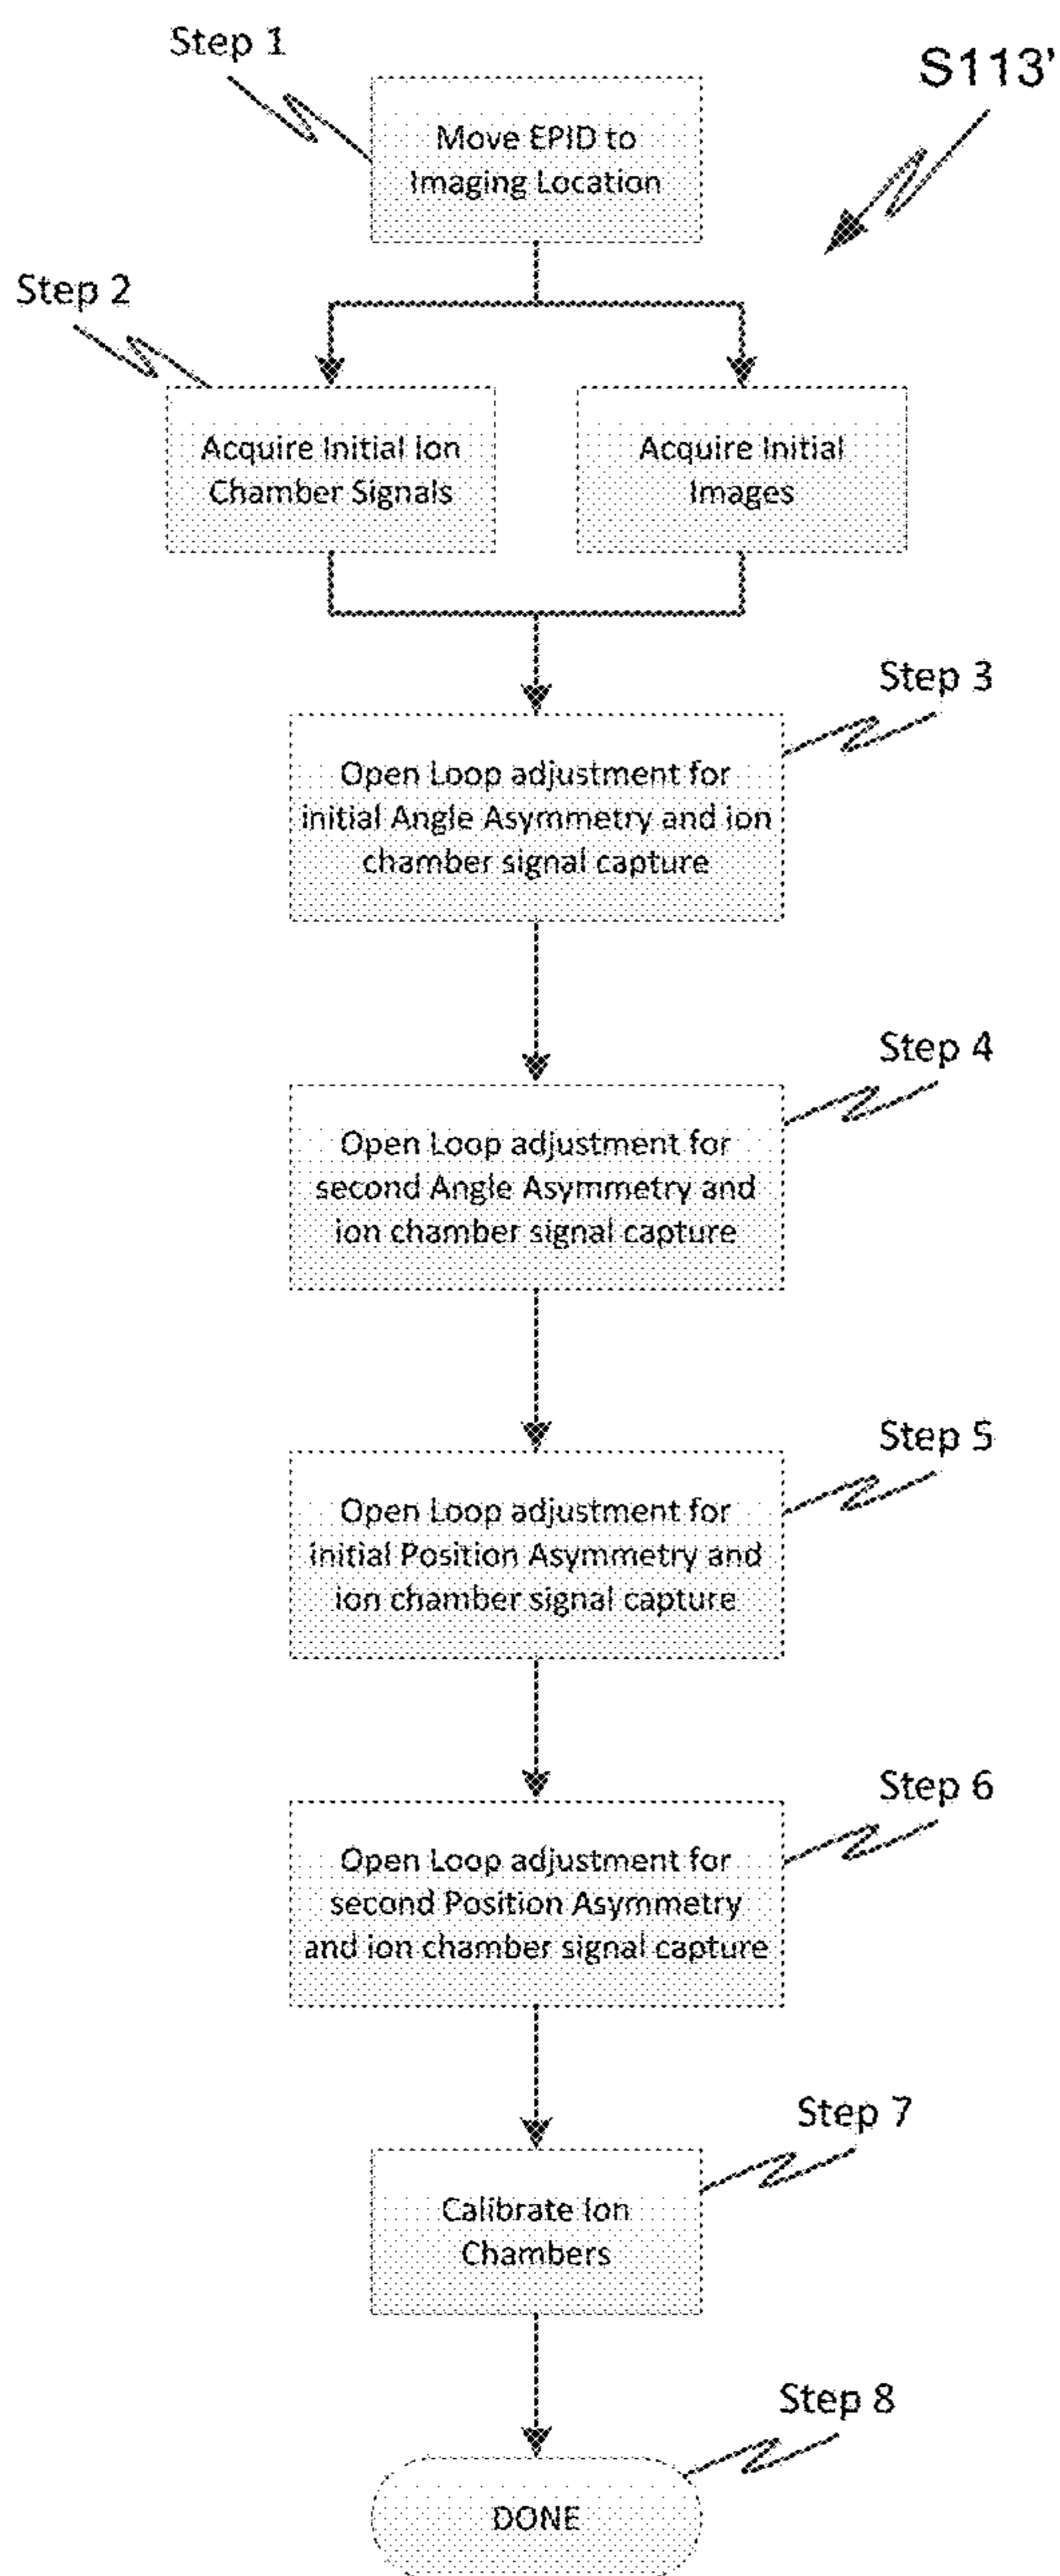 Step 1
S113'
Move EPID to
Imaging Location
Step 2
Acquire Initial Ion
Chamber Signals
Acquire Initial
Images
Step 3
Open Loop adjustment for
initial Angle Asymmetry and ion
chamber signal capture
Step 4
Open Loop adjustment for
second Angle Asymmetry and
ion chamber signal capture
Step 5
Open Loop adjustment for
initial Position Asymmetry and
ion chamber signal capture
Step 6
Open Loop adjustment for
second Position Asymmetry
and ion chamber signal capture
Step 7
Calibrate Ion
Chambers
Step 8
DONE